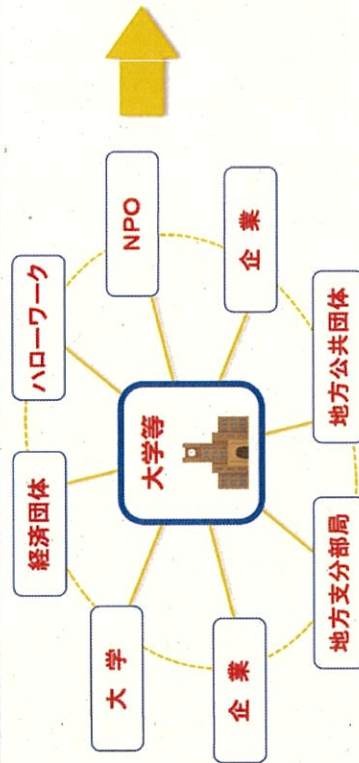 経済団体
ハローワーク
大学
NPO
大学等
企業
企業
地方支分部局
地方公共団体